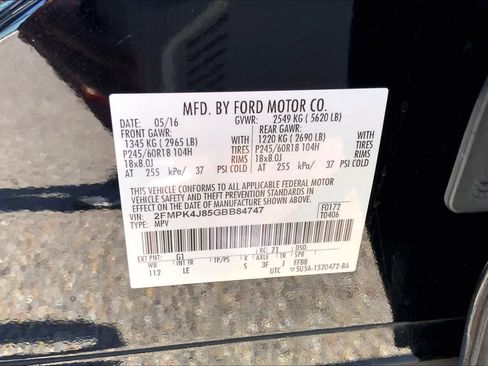 MFD. BY FORD MOTOR CO.
DATE: 05/16 GVWR: 2549 KG ( 5620 LB)
FRONT GAWR: REAR GAWR:
1345 KG ( 2965 LB) WITH 1220 KG ( 2690 LB) WITH
P245/60R18 104H TIRES P245/60R18 104H TIRES
18x8.0J RIMS 18x8.0J RIMS
AT 255 kPa/ 37 PSI COLD AT 255 kPa/ 37 PSI COLD
THIS VEHICLE CONFORMS TO ALL APPLICABLE FEDERAL MOTOR
VEHICLE SAFETY AND THEFT PREVENTION STANDARDS IN EFFECT
ON THE DATE OF MANUFACTURE SHOWN ABOVE.
VIN: 2FMPK4J85GBB84747 F0172
TYPE: MPV T0406
EXT PNT: G1 RC: 71 DSO:
WB INT TR TP/PS R AXLE TR SPR
112 LE S 3F J FF8B
UTC 5U5A-1520472-BA